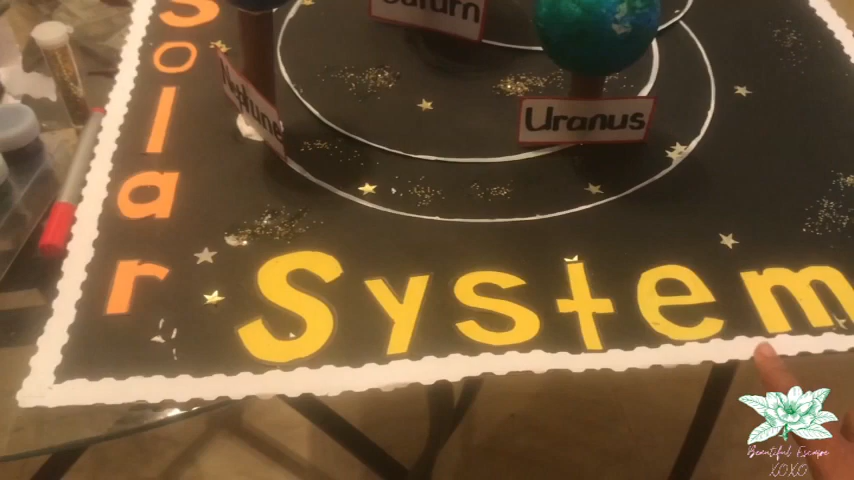 Saturn
Uranus
Neptune
Solar
System
Beautiful Escape
XOXO